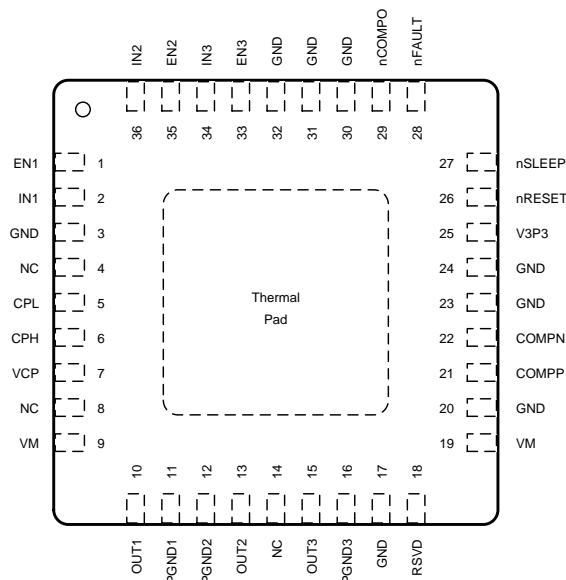 IN2 EN2 IN3 EN3 GND GND GND nCOMPO nFAULT
36 35 34 33 32 31 30 29 28
EN1 1 27 nSLEEP
IN1 2 26 nRESET
GND 3 25 V3P3
NC 4 24 GND
CPL 5 23 GND
CPH 6 22 COMPN
VCP 7 21 COMPP
NC 8 20 GND
VM 9 19 VM
Thermal
Pad
10 11 12 13 14 15 16 17 18
OUT1 PGND1 PGND2 OUT2 NC OUT3 PGND3 GND RSVD